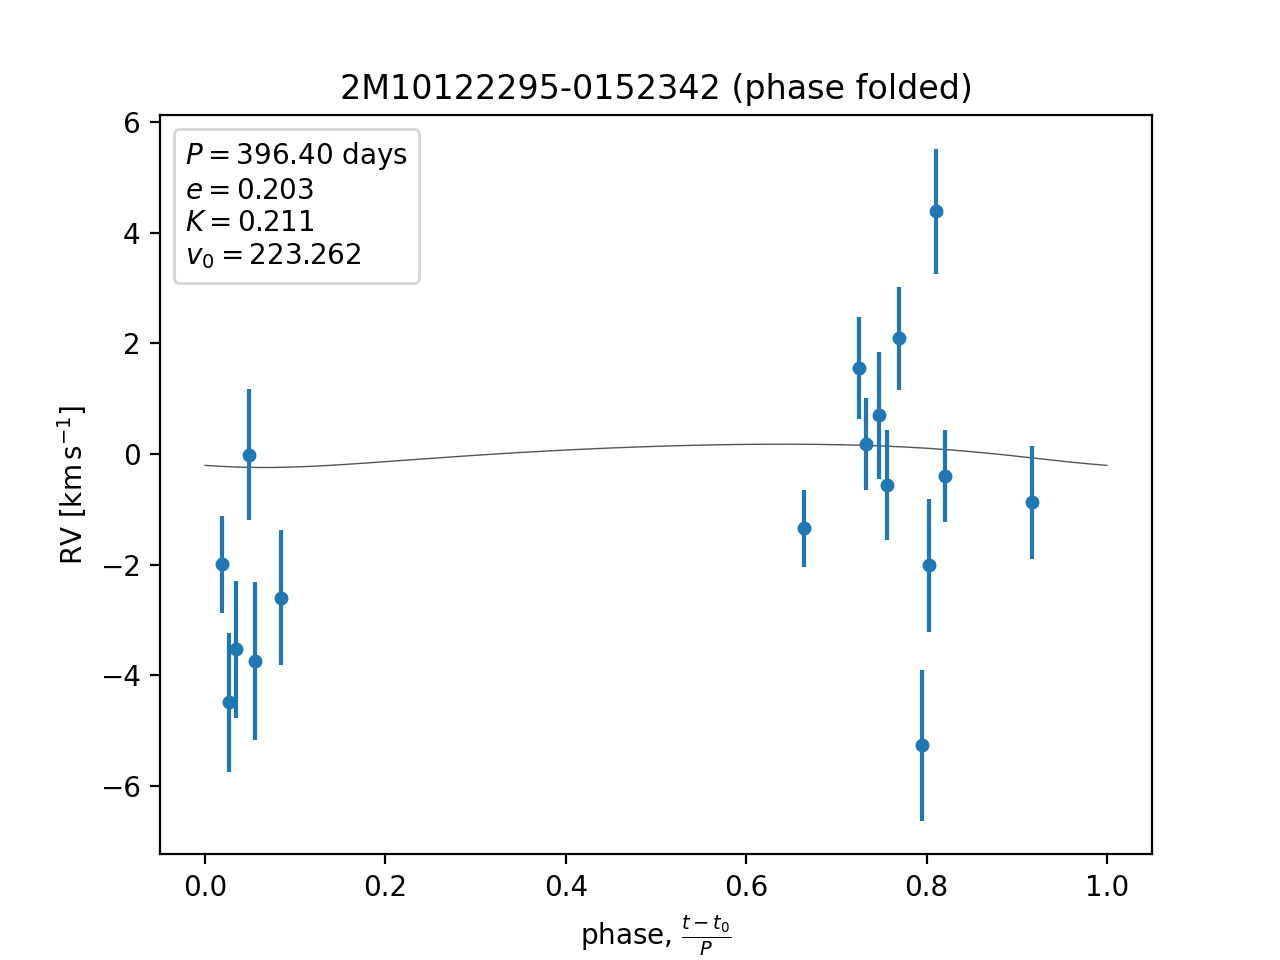 2M10122295-0152342 (phase folded)
P = 396.40 days
e = 0.203
K = 0.211
v₀ = 223.262
6
4
2
0
−2
−4
−6
RV [km s⁻¹]
0.0 0.2 0.4 0.6 0.8 1.0
phase, (t − t₀)/P